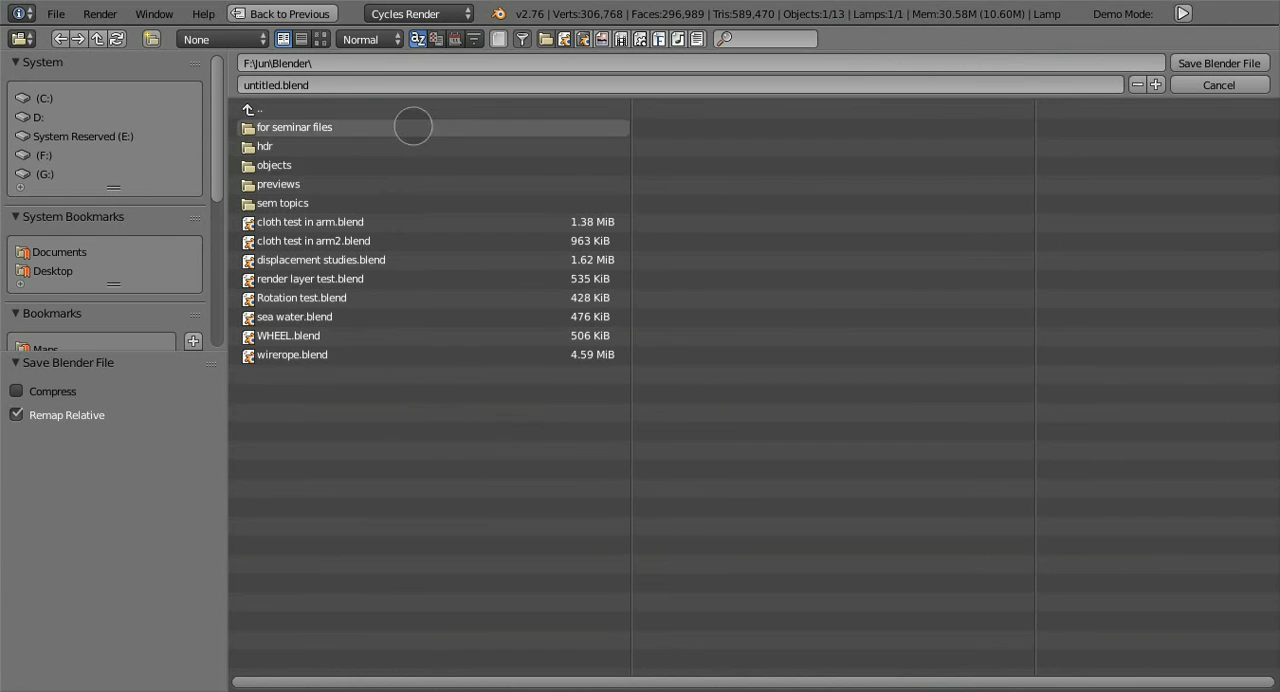 File Render Window Help Back to Previous Cycles Render v2.76 | Verts:306,768 | Faces:296,989 | Tris:589,470 | Objects:1/13 | Lamps:1/1 | Mem:30.58M (10.60M) | Lamp Demo Mode:
None Normal
System
(C:)
D:
System Reserved (E:)
(F:)
(G:)
System Bookmarks
Documents
Desktop
Bookmarks
Maps
Save Blender File
Compress
Remap Relative
F:\Jun\Blender\ Save Blender File
untitled.blend Cancel
..
for seminar files
hdr
objects
previews
sem topics
cloth test in arm.blend 1.38 MiB
cloth test in arm2.blend 963 KiB
displacement studies.blend 1.62 MiB
render layer test.blend 535 KiB
Rotation test.blend 428 KiB
sea water.blend 476 KiB
WHEEL.blend 506 KiB
wirerope.blend 4.59 MiB